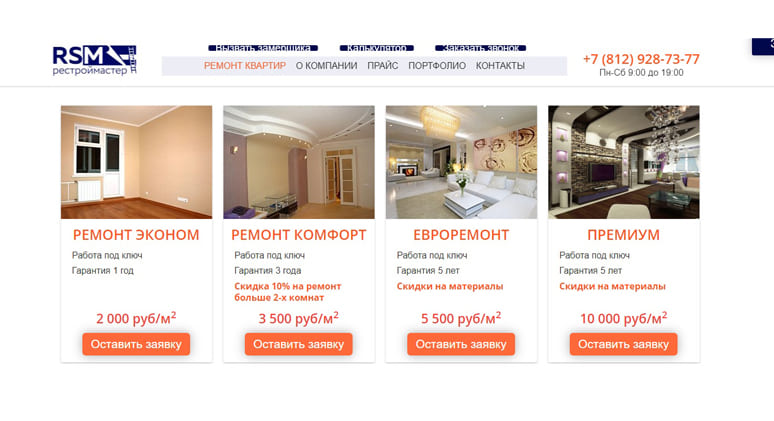 Вызвать замерщика
Калькулятор
Заказать звонок
RSM
рестроймастер
РЕМОНТ КВАРТИР
О КОМПАНИИ
ПРАЙС
ПОРТФОЛИО
КОНТАКТЫ
+7 (812) 928-73-77
Пн-Сб 9:00 до 19:00
РЕМОНТ ЭКОНОМ
Работа под ключ
Гарантия 1 год
2 000 руб/м²
Оставить заявку
РЕМОНТ КОМФОРТ
Работа под ключ
Гарантия 3 года
Скидка 10% на ремонт
больше 2-х комнат
3 500 руб/м²
Оставить заявку
ЕВРОРЕМОНТ
Работа под ключ
Гарантия 5 лет
Скидки на материалы
5 500 руб/м²
Оставить заявку
ПРЕМИУМ
Работа под ключ
Гарантия 5 лет
Скидки на материалы
10 000 руб/м²
Оставить заявку